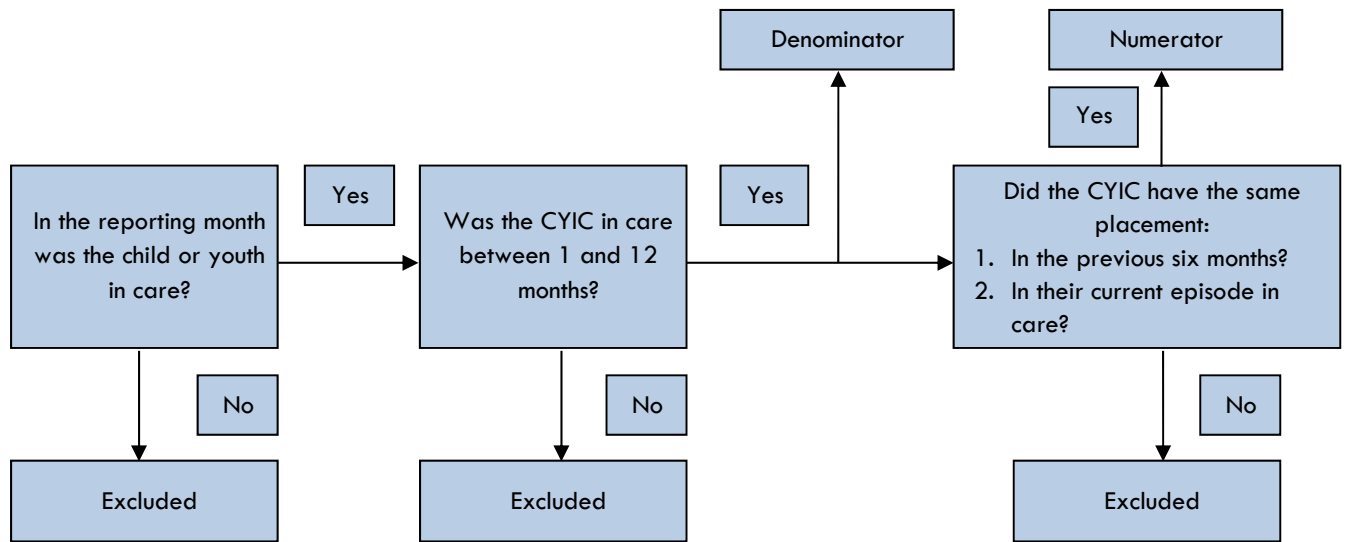 Denominator
Numerator
Yes
In the reporting month
was the child or youth
in care?
Yes
Was the CYIC in care
between 1 and 12
months?
Yes
Did the CYIC have the same
placement:
1. In the previous six months?
2. In their current episode in
care?
No
No
No
Excluded
Excluded
Excluded